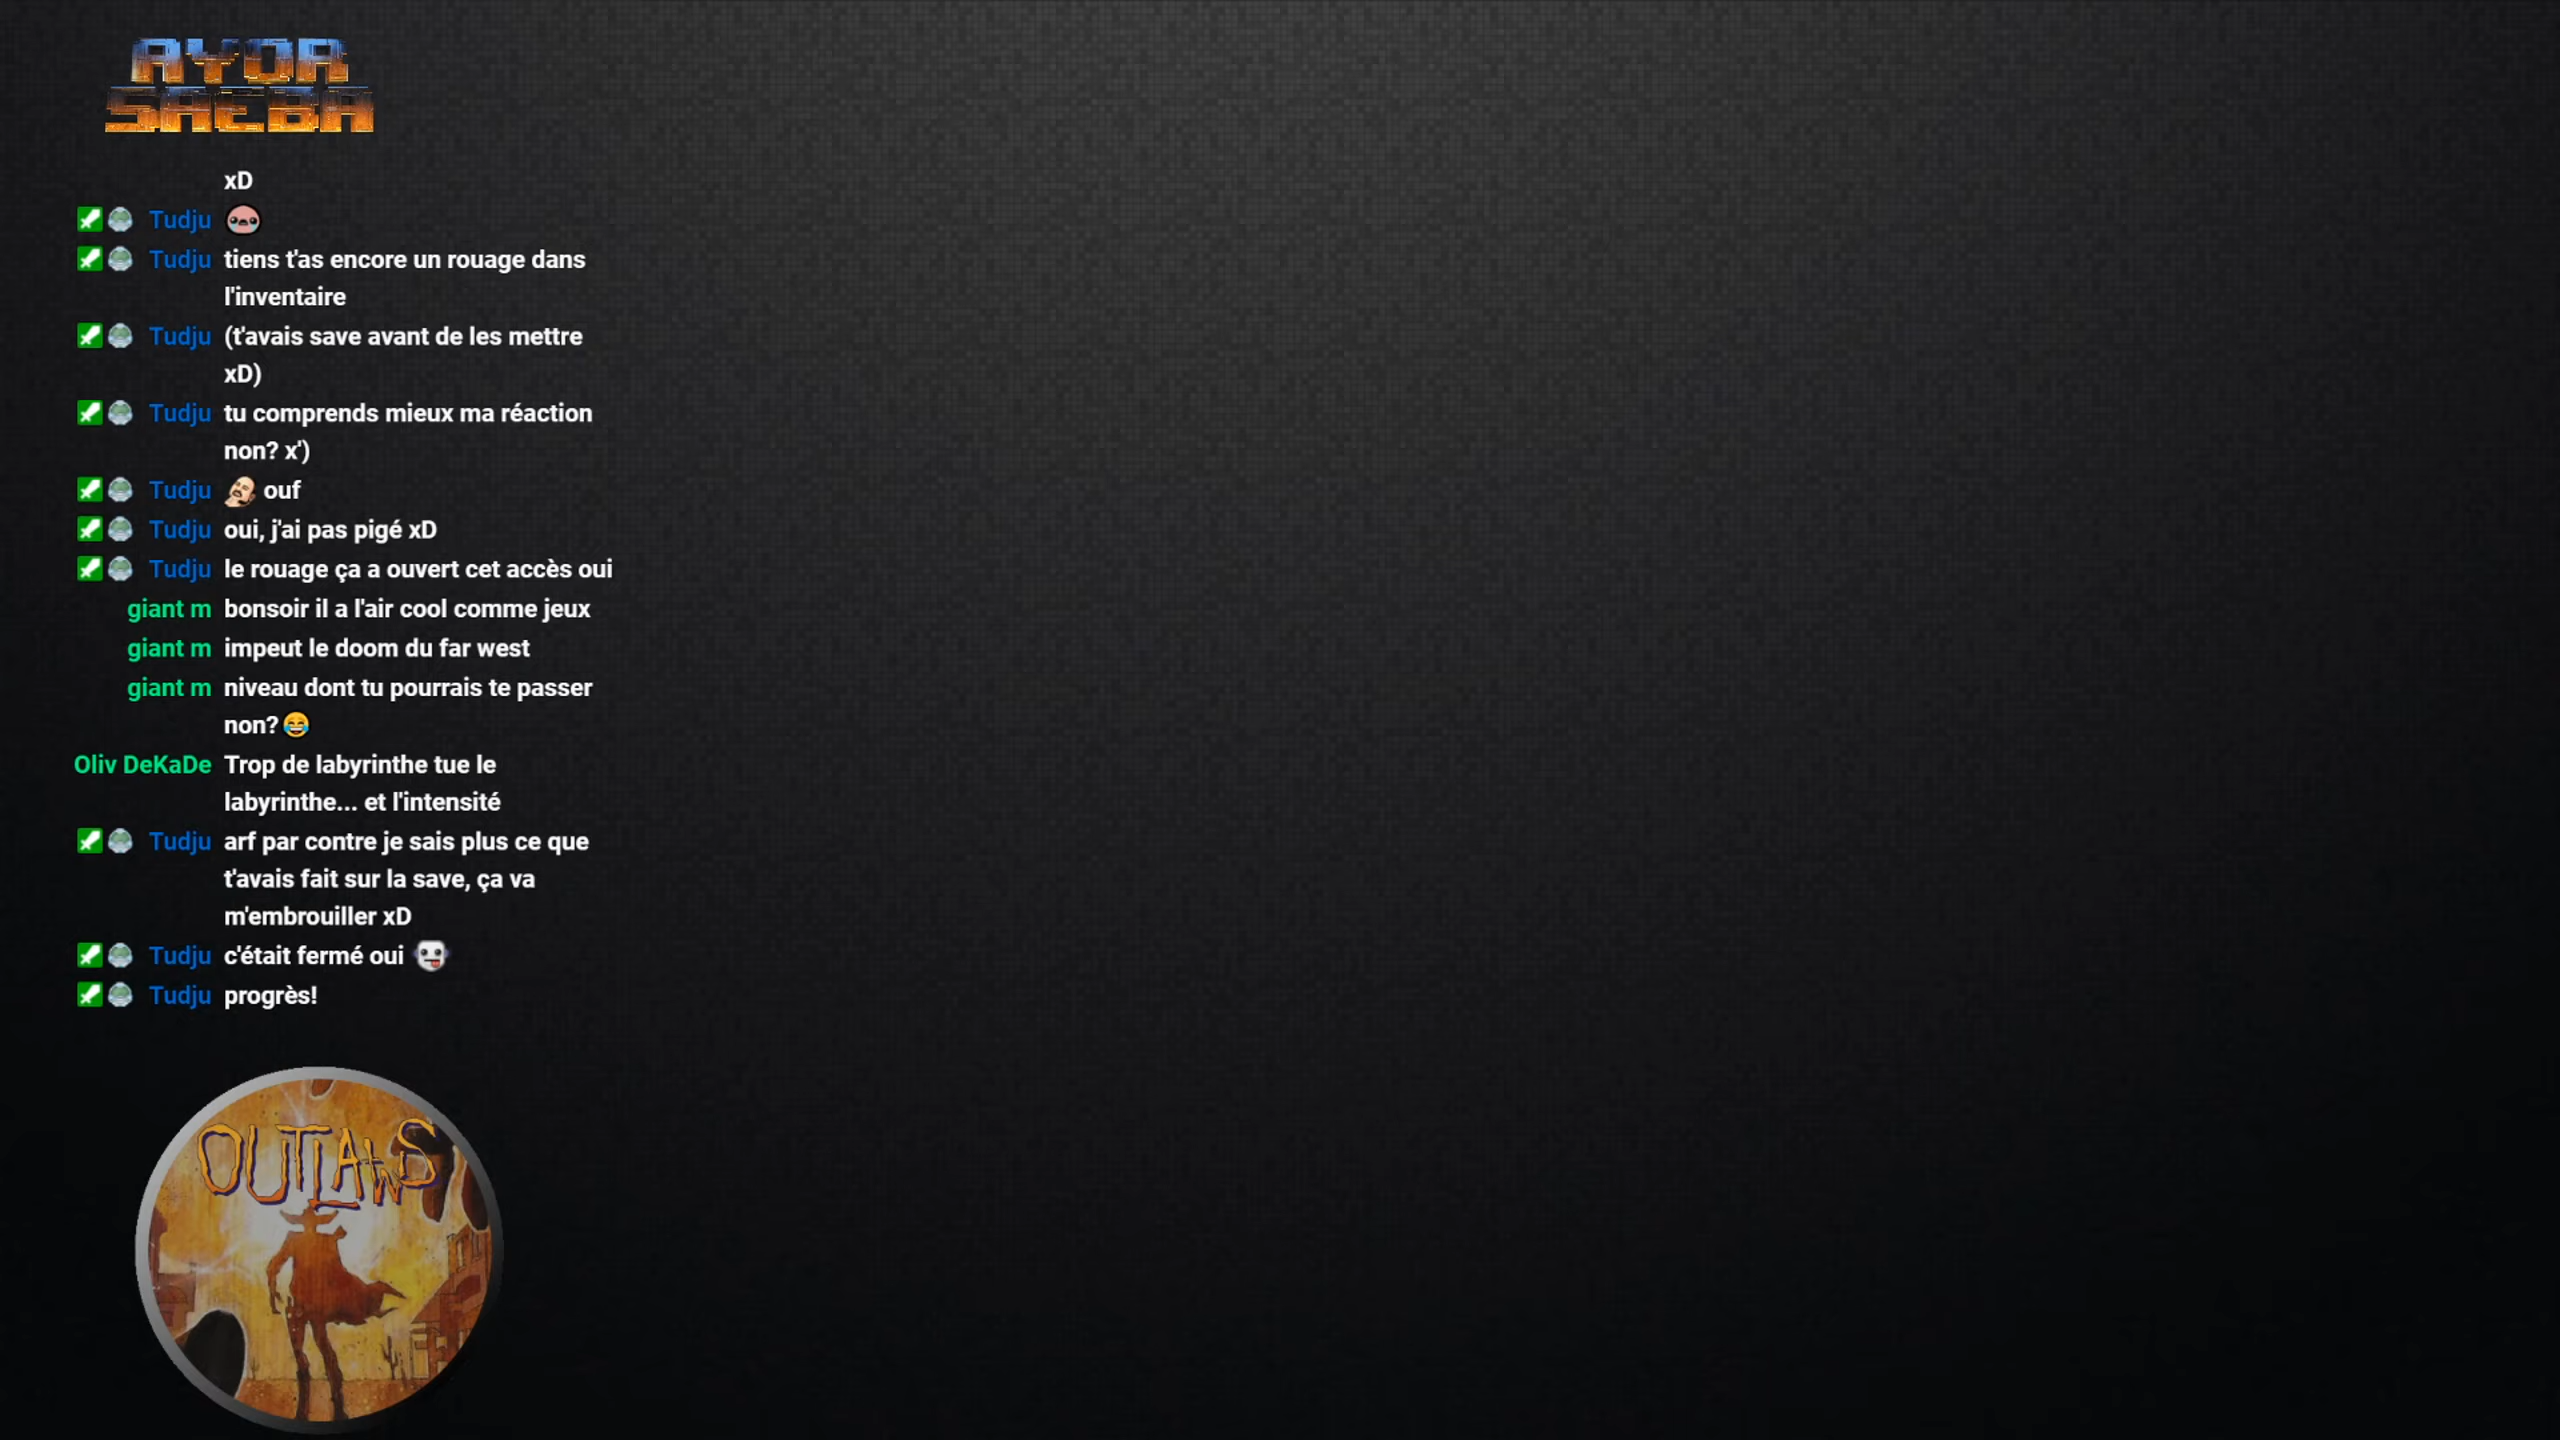 AYOR
SAEBA
xD
Tudju
Tudju tiens t'as encore un rouage dans
l'inventaire
Tudju (t'avais save avant de les mettre
xD)
Tudju tu comprends mieux ma réaction
non? x')
Tudju ouf
Tudju oui, j'ai pas pigé xD
Tudju le rouage ça a ouvert cet accès oui
giant m bonsoir il a l'air cool comme jeux
giant m impeut le doom du far west
giant m niveau dont tu pourrais te passer
non?😂
Oliv DeKaDe Trop de labyrinthe tue le
labyrinthe... et l'intensité
Tudju arf par contre je sais plus ce que
t'avais fait sur la save, ça va
m'embrouiller xD
Tudju c'était fermé oui
Tudju progrès!
OUTLAWS